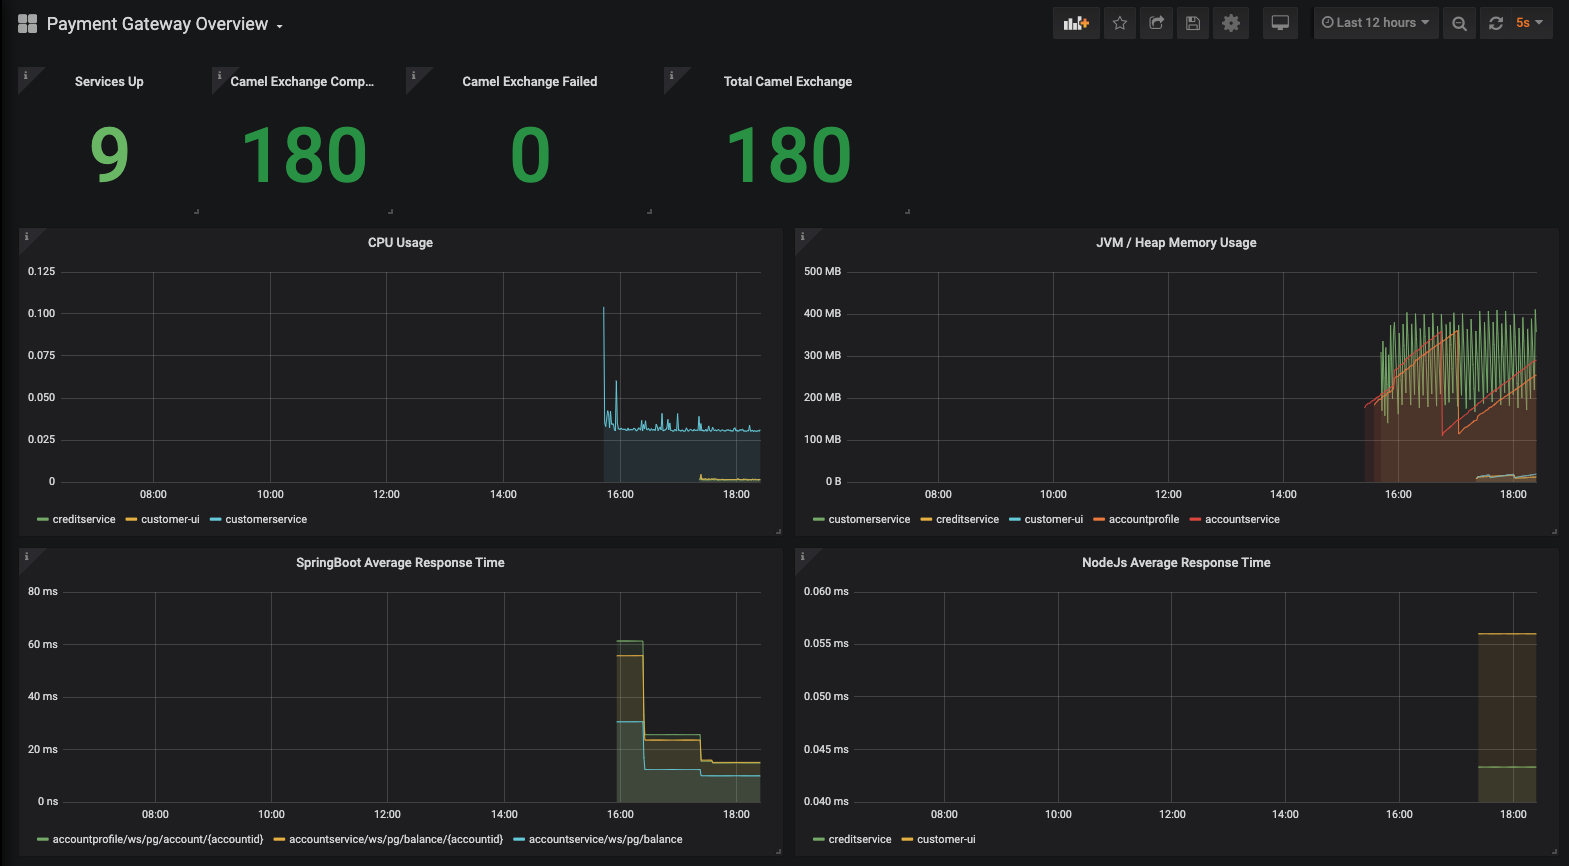 Payment Gateway Overview
Last 12 hours
5s
Services Up
Camel Exchange Comp...
Camel Exchange Failed
Total Camel Exchange
9
180
0
180
CPU Usage
0.125
0.100
0.075
0.050
0.025
0
08:00 10:00 12:00 14:00 16:00 18:00
creditservice customer-ui customerservice
JVM / Heap Memory Usage
500 MB
400 MB
300 MB
200 MB
100 MB
0 B
08:00 10:00 12:00 14:00 16:00 18:00
customerservice creditservice customer-ui accountprofile accountservice
SpringBoot Average Response Time
80 ms
60 ms
40 ms
20 ms
0 ns
08:00 10:00 12:00 14:00 16:00 18:00
accountprofile/ws/pg/account/{accountid} accountservice/ws/pg/balance/{accountid} accountservice/ws/pg/balance
NodeJs Average Response Time
0.060 ms
0.055 ms
0.050 ms
0.045 ms
0.040 ms
08:00 10:00 12:00 14:00 16:00 18:00
creditservice customer-ui